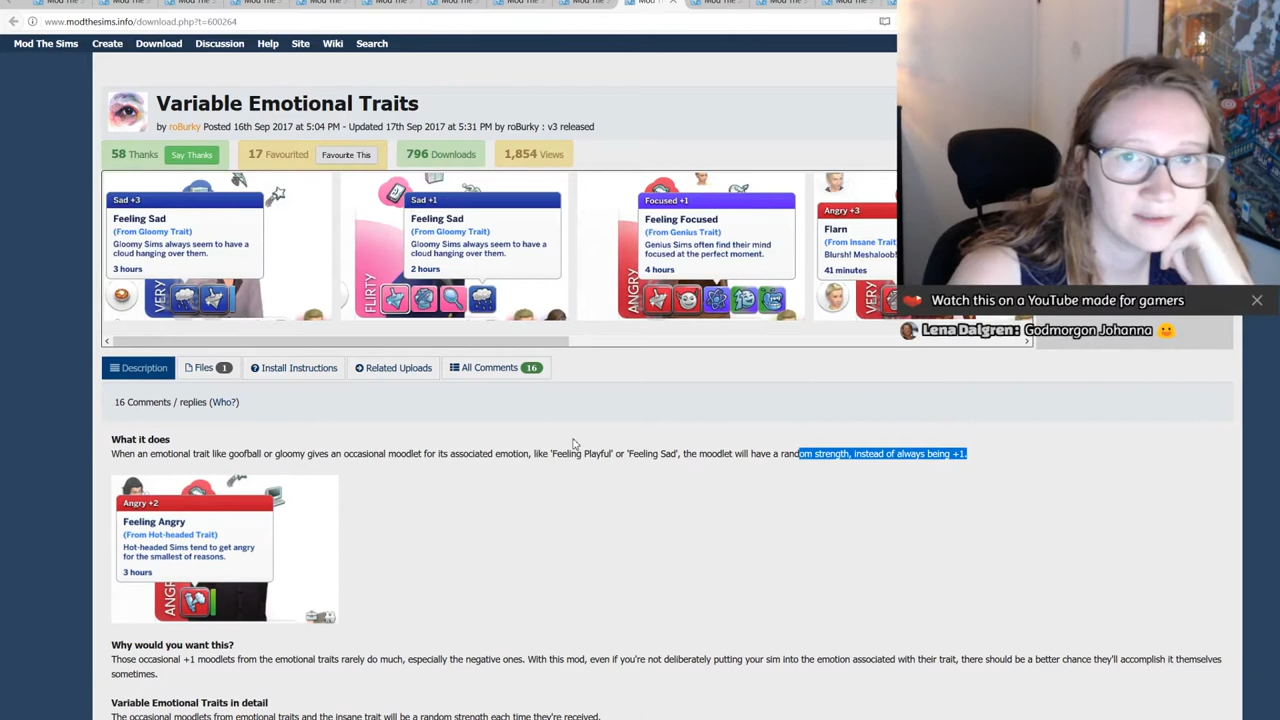 www.modthesims.info/download.php?t=600264
Mod The Sims Create Download Discussion Help Site Wiki Search
Variable Emotional Traits
by roBurky Posted 16th Sep 2017 at 5:04 PM - Updated 17th Sep 2017 at 5:31 PM by roBurky : v3 released
58 Thanks Say Thanks 17 Favourited Favourite This 796 Downloads 1,854 Views
Sad +3
Feeling Sad
(From Gloomy Trait)
Gloomy Sims always seem to have a
cloud hanging over them.
3 hours
VERY
Sad +1
Feeling Sad
(From Gloomy Trait)
Gloomy Sims always seem to have a
cloud hanging over them.
2 hours
FLIRTY
Focused +1
Feeling Focused
(From Genius Trait)
Genius Sims often find their mind
focused at the perfect moment.
4 hours
ANGRY
Angry +3
Flarn
(From Insane Trait
Blursh! Meshaloob!
41 minutes
VERY
Watch this on a YouTube made for gamers
Lena Dalgren: Godmorgon Johanna
Description Files 1 Install Instructions Related Uploads All Comments 16
16 Comments / replies (Who?)
What it does
When an emotional trait like goofball or gloomy gives an occasional moodlet for its associated emotion, like 'Feeling Playful' or 'Feeling Sad', the moodlet will have a random strength, instead of always being +1.
Angry +2
Feeling Angry
(From Hot-headed Trait)
Hot-headed Sims tend to get angry
for the smallest of reasons.
3 hours
ANGR
Why would you want this?
Those occasional +1 moodlets from the emotional traits rarely do much, especially the negative ones. With this mod, even if you're not deliberately putting your sim into the emotion associated with their trait, there should be a better chance they'll accomplish it themselves
sometimes.
Variable Emotional Traits in detail
The occasional moodlets from emotional traits and the insane trait will be a random strength each time they're received.